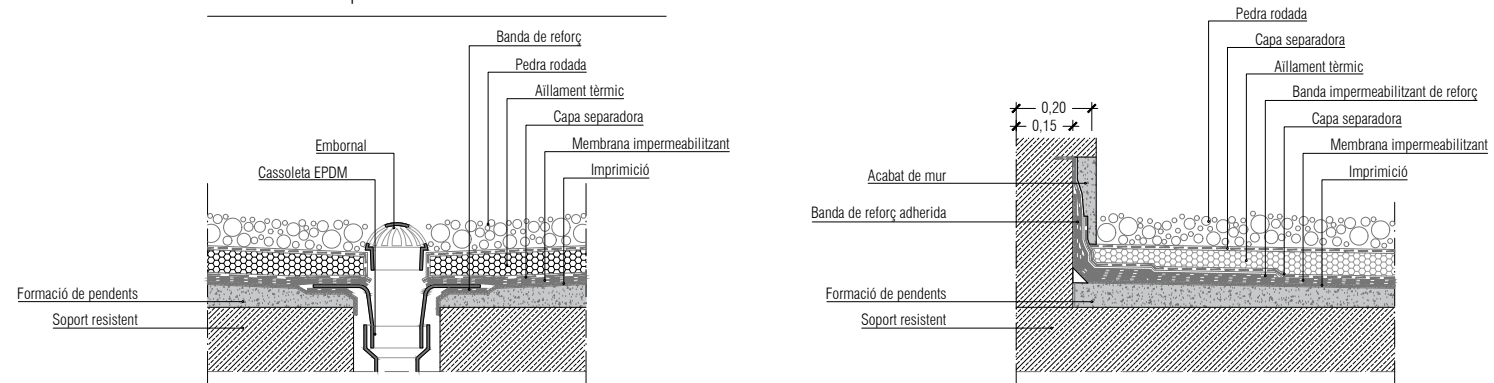 Banda de reforç
Pedra rodada
Aïllament tèrmic
Capa separadora
Embornal
Membrana impermeabilitzant
Cassoleta EPDM
Imprimició
Formació de pendents
Soport resistent
Pedra rodada
Capa separadora
Aïllament tèrmic
Banda impermeabilitzant de reforç
0,20
Capa separadora
0,15
Membrana impermeabilitzant
Acabat de mur
Imprimició
Banda de reforç adherida
Formació de pendents
Soport resistent